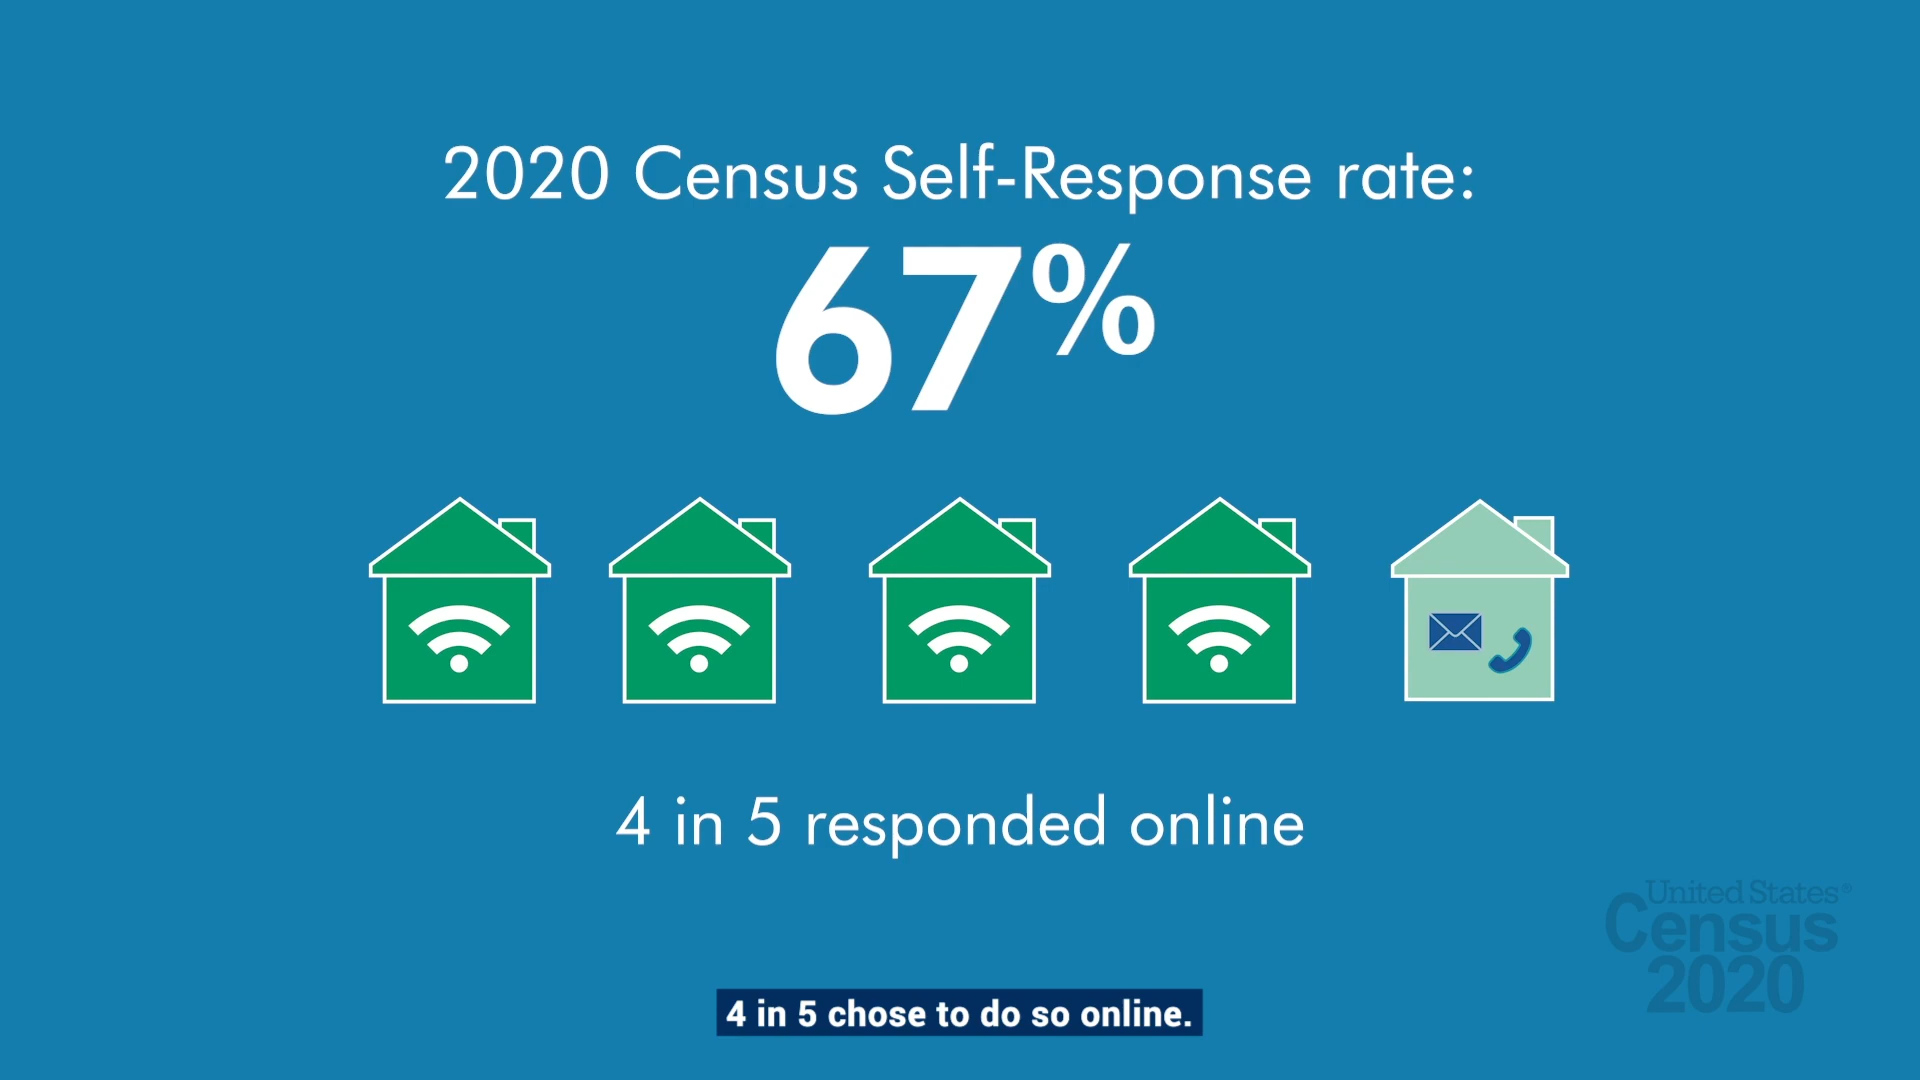 2020 Census Self-Response rate:
67%
4 in 5 responded online
United States®
Census
2020
4 in 5 chose to do so online.